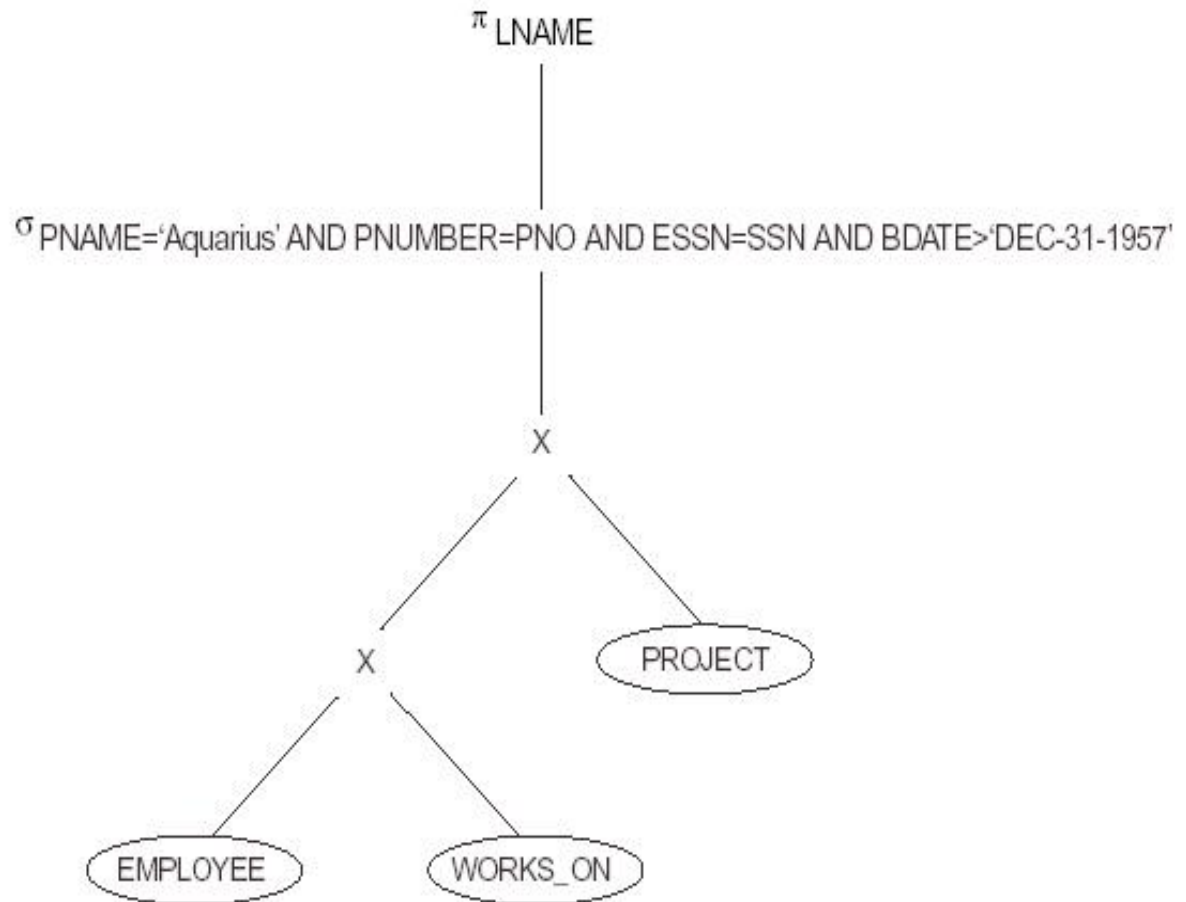 π LNAME
σ PNAME=‘Aquarius’ AND PNUMBER=PNO AND ESSN=SSN AND BDATE>‘DEC-31-1957’
X
X
PROJECT
EMPLOYEE
WORKS_ON